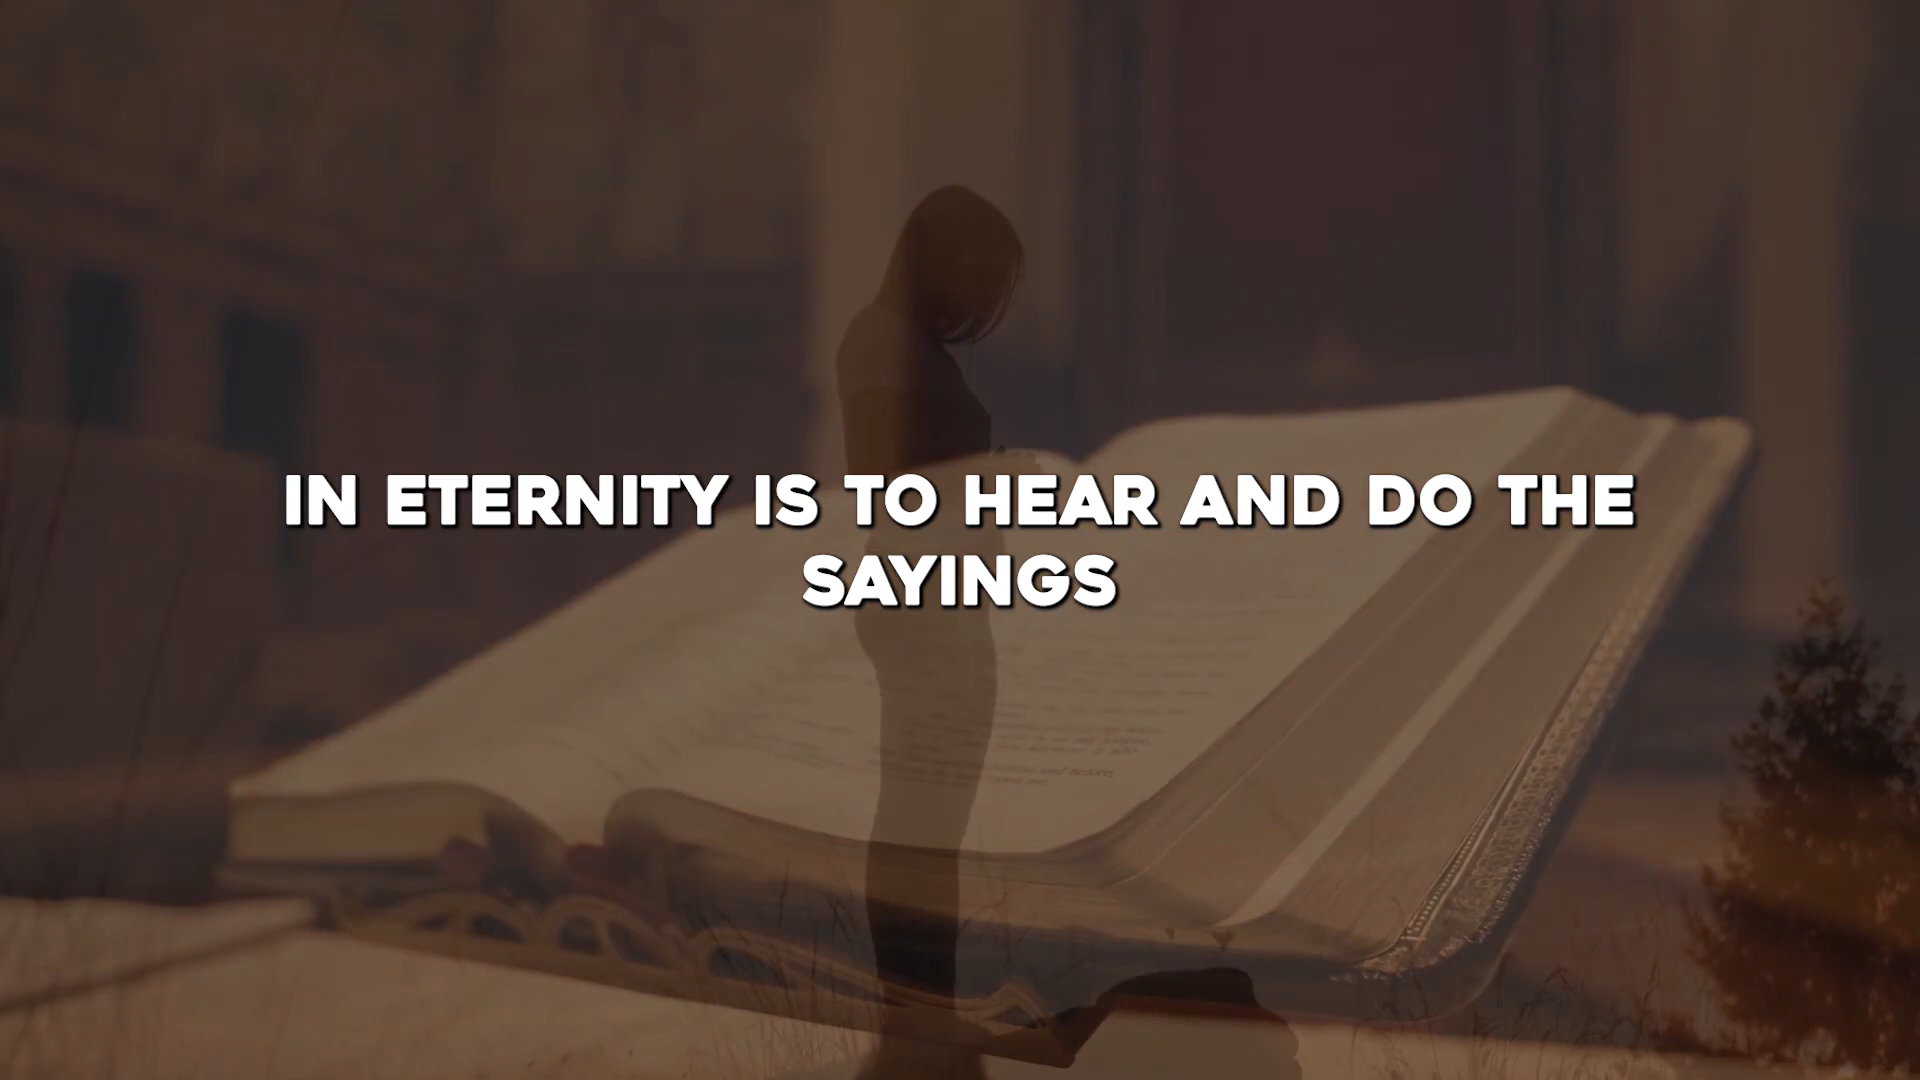 IN ETERNITY IS TO HEAR AND DO THE
SAYINGS